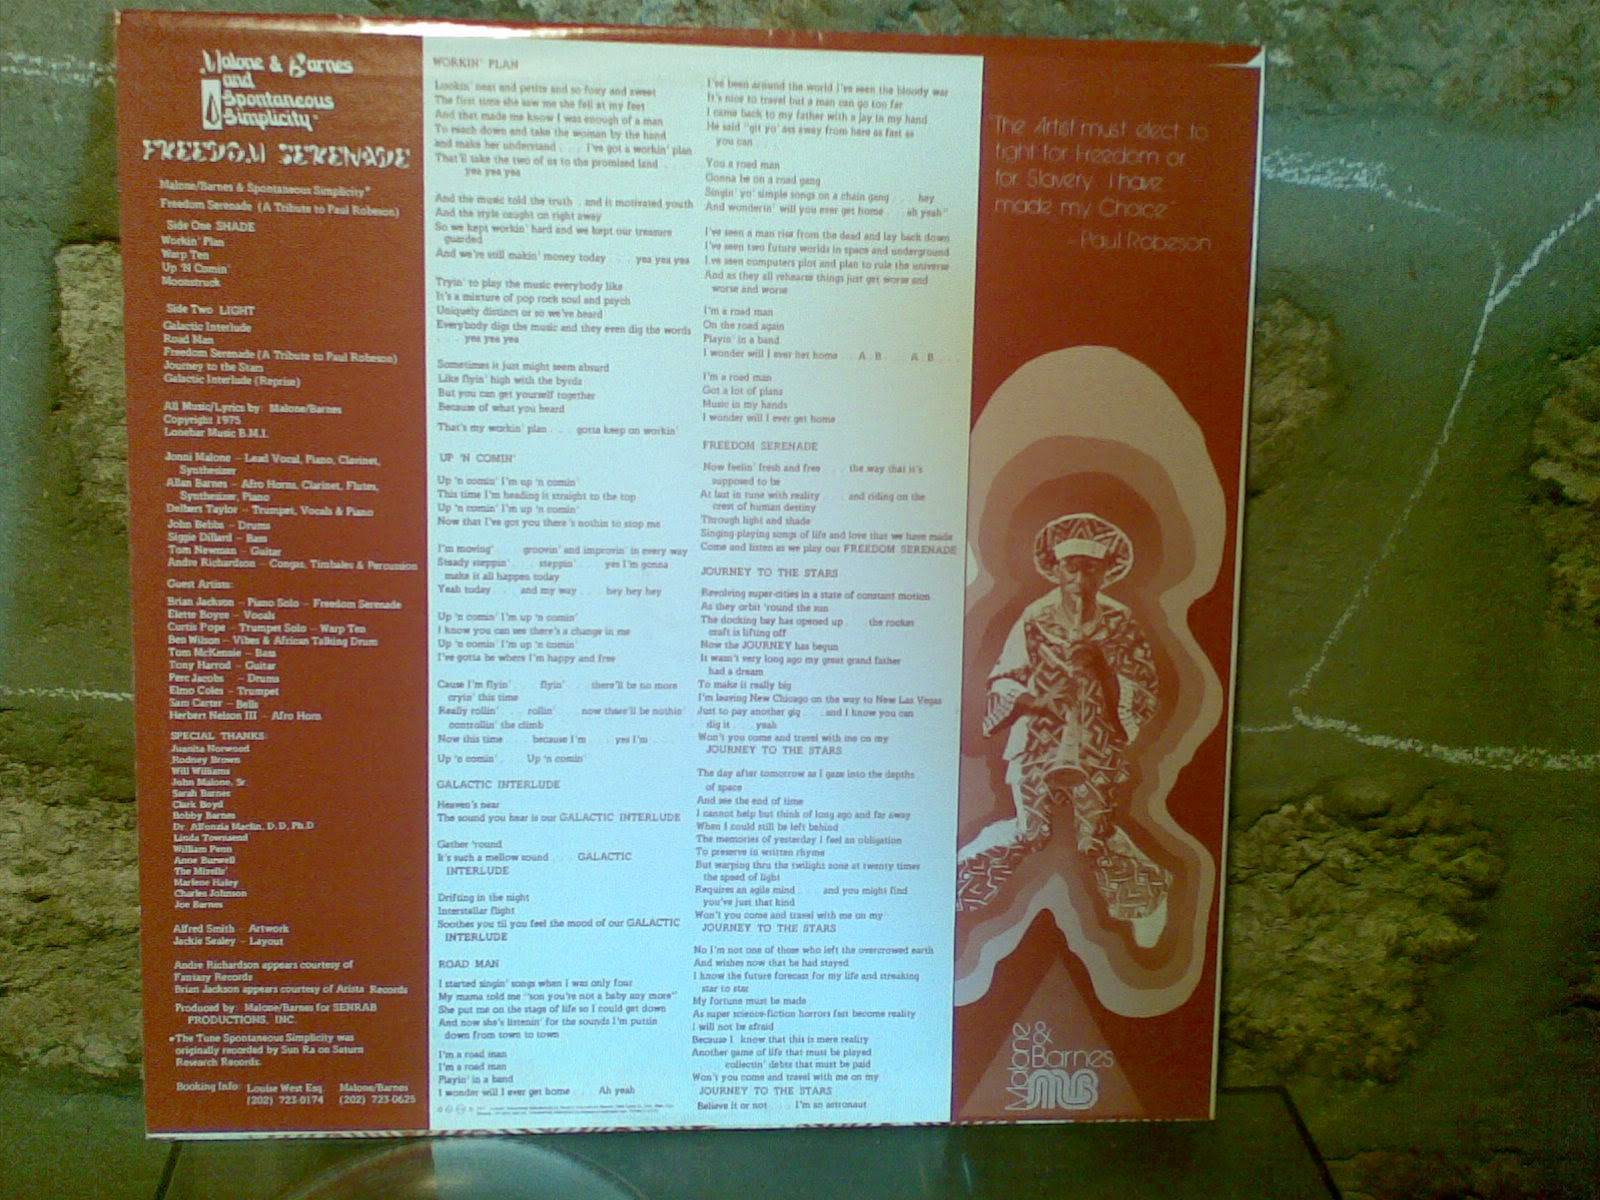 Malone & Barnes
and
Spontaneous
Simplicity*
FREEDOM SERENADE
Malone/Barnes & Spontaneous Simplicity*
Freedom Serenade (A Tribute to Paul Robeson)
Side One SHADE
Workin' Plan
Warp Ten
Up 'N Comin'
Moonstruck
Side Two LIGHT
Galactic Interlude
Road Man
Freedom Serenade (A Tribute to Paul Robeson)
Journey to the Stars
Galactic Interlude (Reprise)
All Music/Lyrics by: Malone/Barnes
Copyright 1975
Lonebar Music B.M.I.
Jonni Malone – Lead Vocal, Piano, Clarinet,
Synthesizer
Allan Barnes – Afro Horns, Clarinet, Flutes,
Synthesizer, Piano
Delbert Taylor – Trumpet, Vocals & Piano
John Bebbs – Drums
Siggie Dillard – Bass
Tom Newman – Guitar
Andre Richardson – Congas, Timbales & Percussion
Guest Artists:
Brian Jackson – Piano Solo – Freedom Serenade
Elette Boyce – Vocals
Curtis Pope – Trumpet Solo – Warp Ten
Ben Wilson – Vibes & African Talking Drum
Tom McKenzie – Bass
Tony Harrod – Guitar
Perc Jacobs – Drums
Elmo Coles – Trumpet
Sam Carter – Bells
Herbert Nelson III – Afro Horn
SPECIAL THANKS:
Juanita Norwood
Rodney Brown
Will Williams
John Malone, Sr.
Sarah Barnes
Clark Boyd
Bobby Barnes
Dr. Alfonzia Maclin, D.D, Ph.D
Linda Townsend
William Penn
Anne Burwell
The Mizells'
Marlene Haley
Charles Johnson
Joe Barnes
Alfred Smith – Artwork
Jackie Sealey – Layout
Andre Richardson appears courtesy of
Fantasy Records
Brian Jackson appears courtesy of Arista Records
Produced by: Malone/Barnes for SENRAB
PRODUCTIONS, INC.
*The Tune Spontaneous Simplicity was
originally recorded by Sun Ra on Saturn
Research Records.
Booking Info: Louise West Esq. Malone/Barnes
(202) 723-0174 (202) 723-0625
WORKIN' PLAN
Lookin' neat and petite and so foxy and sweet
The first time she saw me she fell at my feet
And that made me know I was enough of a man
To reach down and take the woman by the hand
and make her understand . . . I've got a workin' plan
That'll take the two of us to the promised land . . .
yea yea yea
And the music told the truth . and it motivated youth
And the style caught on right away
So we kept workin' hard and we kept our treasure
guarded
And we're still makin' money today . . . yea yea yea
Tryin' to play the music everybody like
It's a mixture of pop rock soul and psych
Uniquely distinct or so we've heard
Everybody digs the music and they even dig the words
. . . yea yea yea
Sometimes it just might seem absurd
Like flyin' high with the byrds
But you can get yourself together
Because of what you heard
That's my workin' plan . . . gotta keep on workin'
UP 'N COMIN'
Up 'n comin' I'm up 'n comin'
This time I'm heading it straight to the top
Up 'n comin' I'm up 'n comin'
Now that I've got you there's nothin to stop me
I'm moving' . . . groovin' and improvin' in every way
Steady steppin' . . . steppin' . . . yes I'm gonna
make it all happen today
Yeah today . . . and my way . . . hey hey hey
Up 'n comin' I'm up 'n comin'
I know you can see there's a change in me
Up 'n comin' I'm up 'n comin'
I've gotta be where I'm happy and free
Cause I'm flyin' . . . flyin' . . . there'll be no more
cryin' this time
Really rollin' . . . rollin' . . . now there'll be nothin'
controllin' the climb
Now this time . . . because I'm . . . yes I'm . . .
Up 'n comin' . . . Up 'n comin'
GALACTIC INTERLUDE
Heaven's near
The sound you hear is our GALACTIC INTERLUDE
Gather 'round
It's such a mellow sound . . . GALACTIC
INTERLUDE
Drifting in the night
Interstellar flight
Soothes you til you feel the mood of our GALACTIC
INTERLUDE
ROAD MAN
I started singin' songs when I was only four
My mama told me "son you're not a baby any more"
She put me on the stage of life so I could get down
And now she's listenin' for the sounds I'm puttin
down from town to town
I'm a road man
I'm a road man
Playin' in a band
I wonder will I ever get home . . . Ah yeah
I've been around the world I've seen the bloody war
It's nice to travel but a man can go too far
I came back to my father with a jay in my hand
He said "git yo' ass away from here as fast as
you can
You a road man
Gonna be on a road gang
Singin' yo' simple songs on a chain gang . . . hey
And wonderin' will you ever get home . . . ah yeah"
I've seen a man rise from the dead and lay back down
I've seen two future worlds in space and underground
I,ve seen computers plot and plan to rule the universe
And as they all rehearse things just get worse and
worse and worse
I'm a road man
On the road again
Playin' in a band
I wonder will I ever het home . . . A . B . . . A . B . . .
I'm a road man
Got a lot of plans
Music in my hands
I wonder will I ever get home
FREEDOM SERENADE
Now feelin' fresh and free . . . the way that it's
supposed to be
At last in tune with reality . . . and riding on the
crest of human destiny
Through light and shade
Singing-playing songs of life and love that we have made
Come and listen as we play our FREEDOM SERENADE
JOURNEY TO THE STARS
Revolving super-cities in a state of constant motion
As they orbit 'round the sun
The docking bay has opened up . . . the rocket
craft is lifting off
Now the JOURNEY has begun
It wasn't very long ago my great grand father
had a dream
To make it really big
I'm leaving New Chicago on the way to New Las Vegas
Just to pay another gig . . . and I know you can
dig it . . . yeah
Won't you come and travel with me on my
JOURNEY TO THE STARS
The day after tomorrow as I gaze into the depths
of space
And see the end of time
I cannot help but think of long ago and far away
When I could still be left behind
The memories of yesterday I feel an obligation
To preserve in written rhyme
But warping thru the twilight zone at twenty times
the speed of light
Requires an agile mind . . . and you might find
you've just that kind
Won't you come and travel with me on my
JOURNEY TO THE STARS
No I'm not one of those who left the overcrowed earth
And wishes now that he had stayed
I know the future forecast for my life and streaking
star to star
My fortune must be made
As super science-fiction horrors fast become reality
I will not be afraid
Because I know that this is mere reality
Another game of life that must be played
collectin' debts that must be paid
Won't you come and travel with me on my
JOURNEY TO THE STARS
Believe it or not . . . I'm an astronaut
"The Artist must elect to
fight for Freedom or
for Slavery. I have
made my Choice"
– Paul Robeson
Malone & Barnes
MB